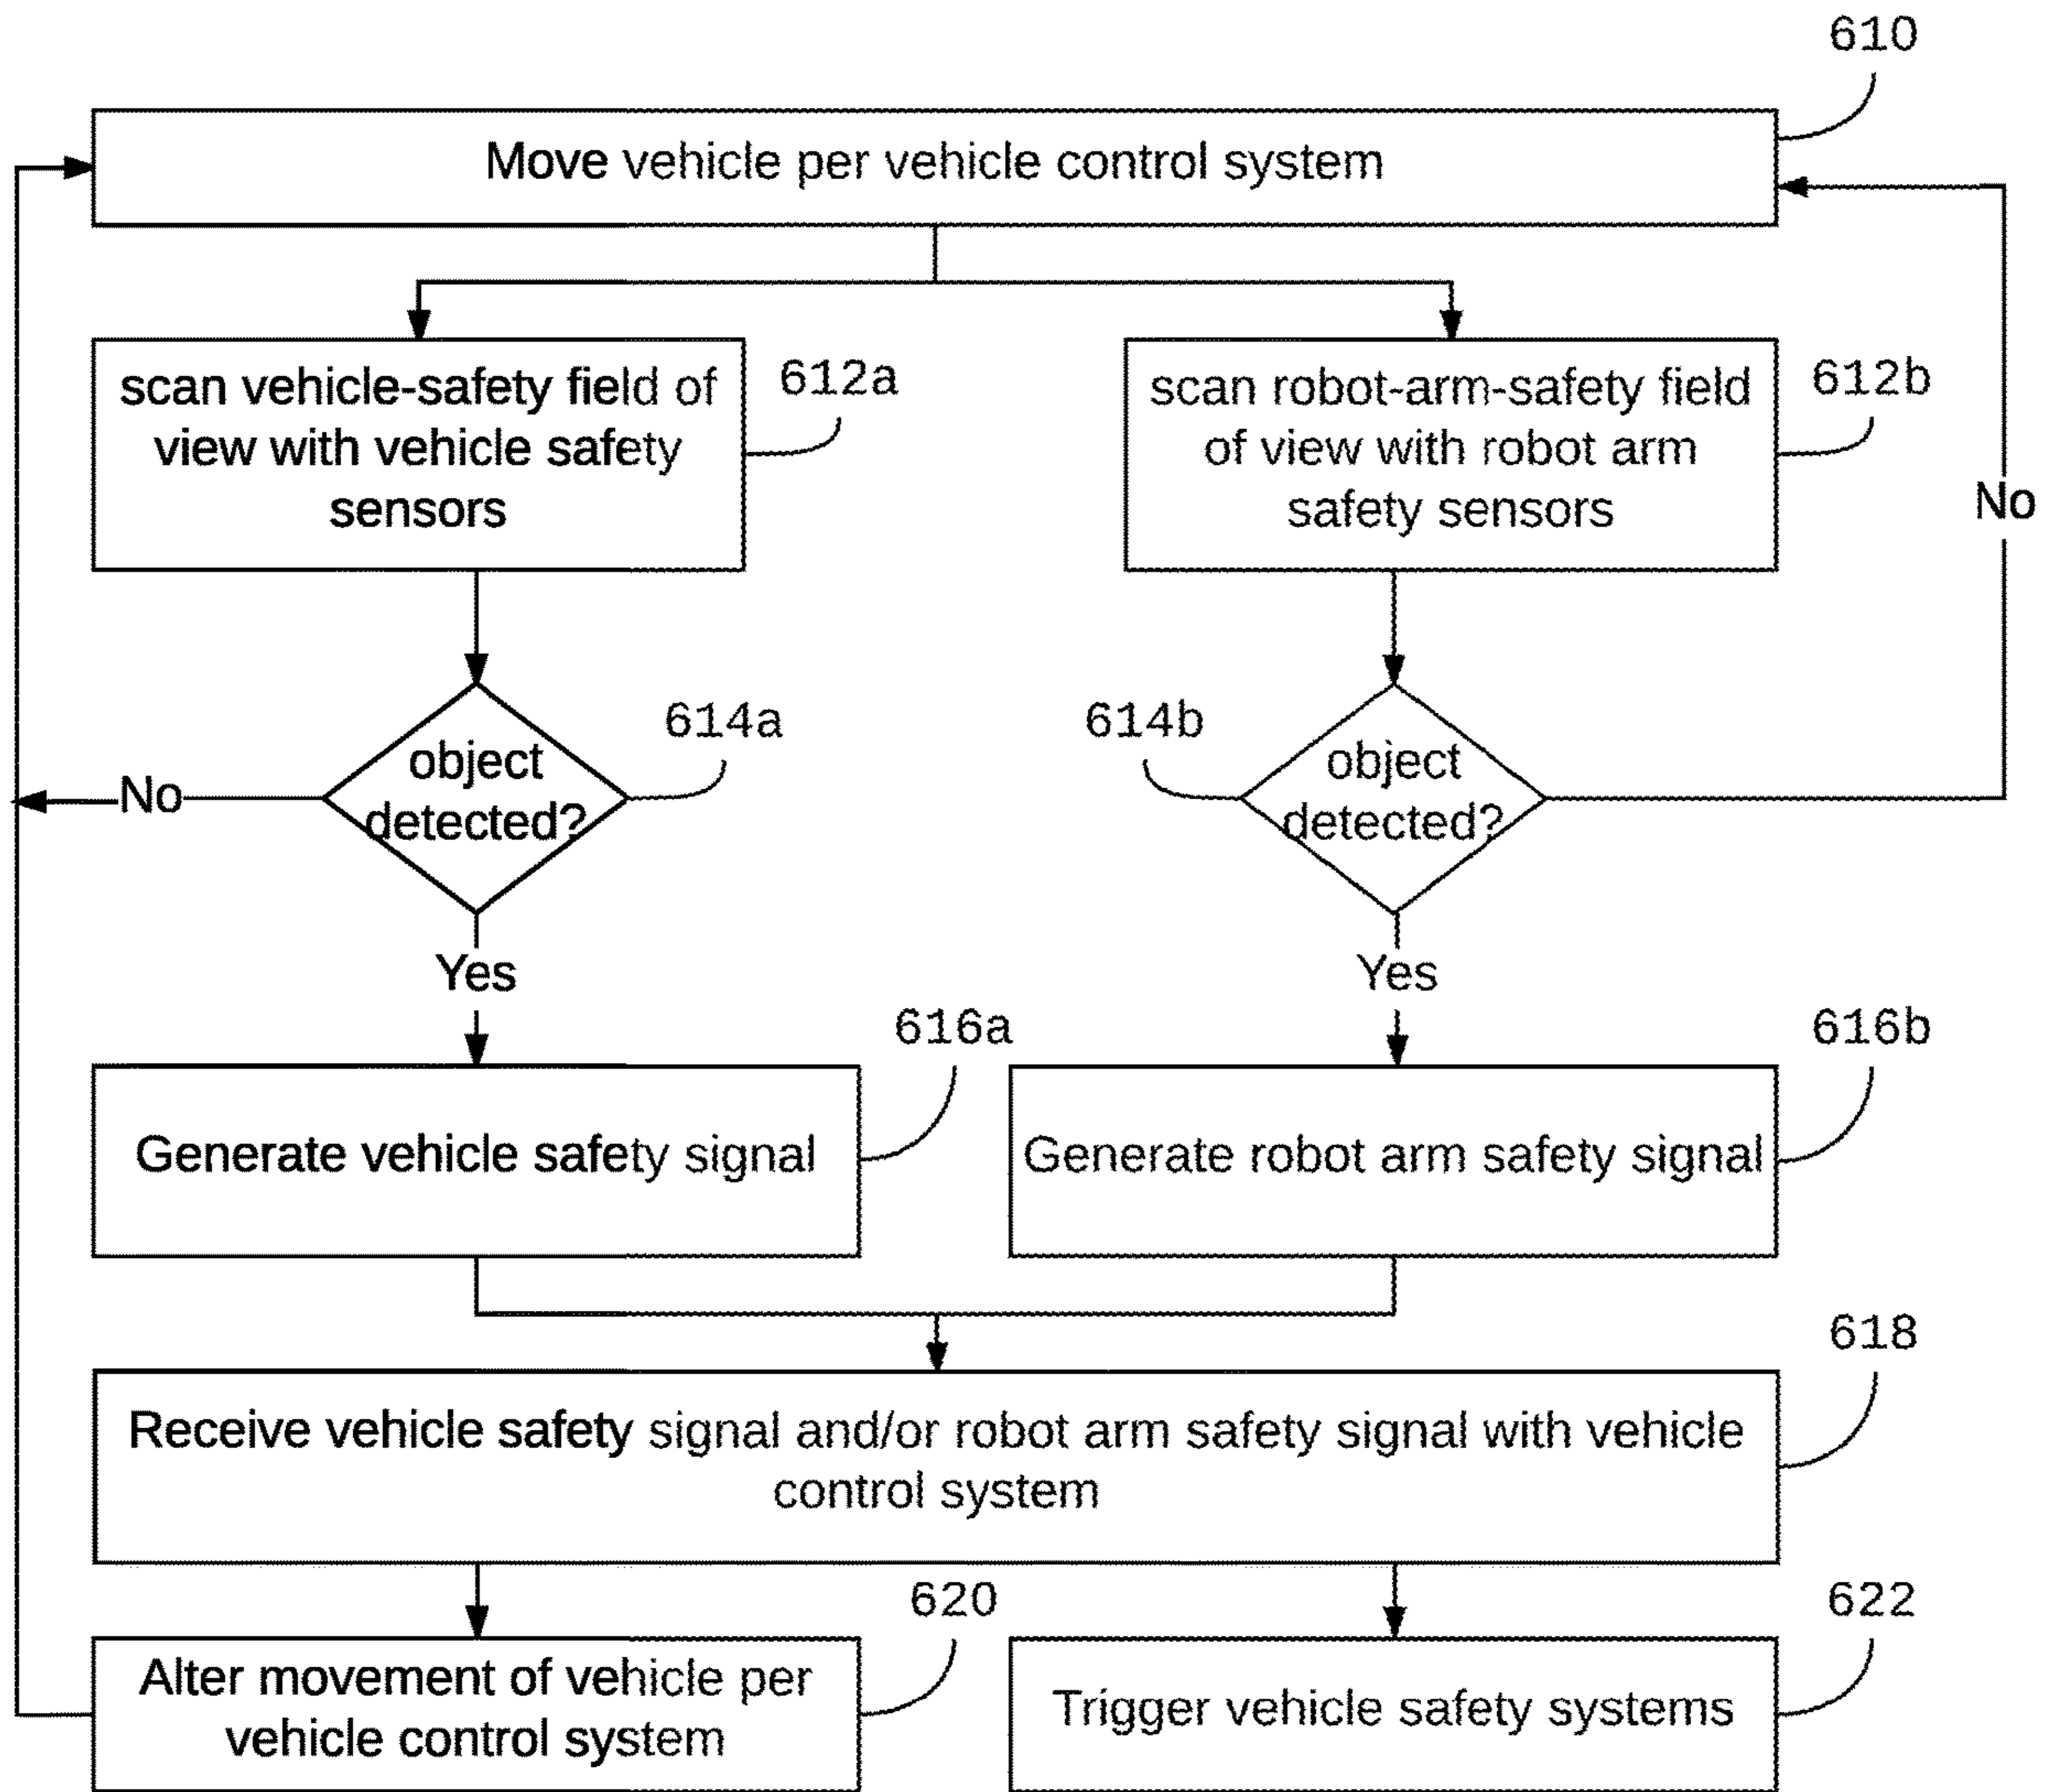 610
Move vehicle per vehicle control system
scan vehicle-safety field of
view with vehicle safety
sensors
612a
scan robot-arm-safety field
of view with robot arm
safety sensors
612b
No
614a
object
detected?
No
614b
object
detected?
Yes
Yes
616a
Generate vehicle safety signal
616b
Generate robot arm safety signal
618
Receive vehicle safety signal and/or robot arm safety signal with vehicle
control system
620
Alter movement of vehicle per
vehicle control system
622
Trigger vehicle safety systems